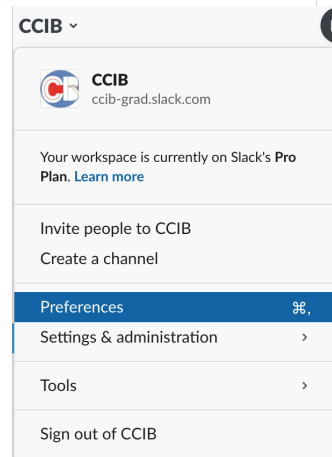 CCIB
CB
CCIB
ccib-grad.slack.com
Your workspace is currently on Slack's Pro
Plan. Learn more
Invite people to CCIB
Create a channel
Preferences ⌘,
Settings & administration
Tools
Sign out of CCIB